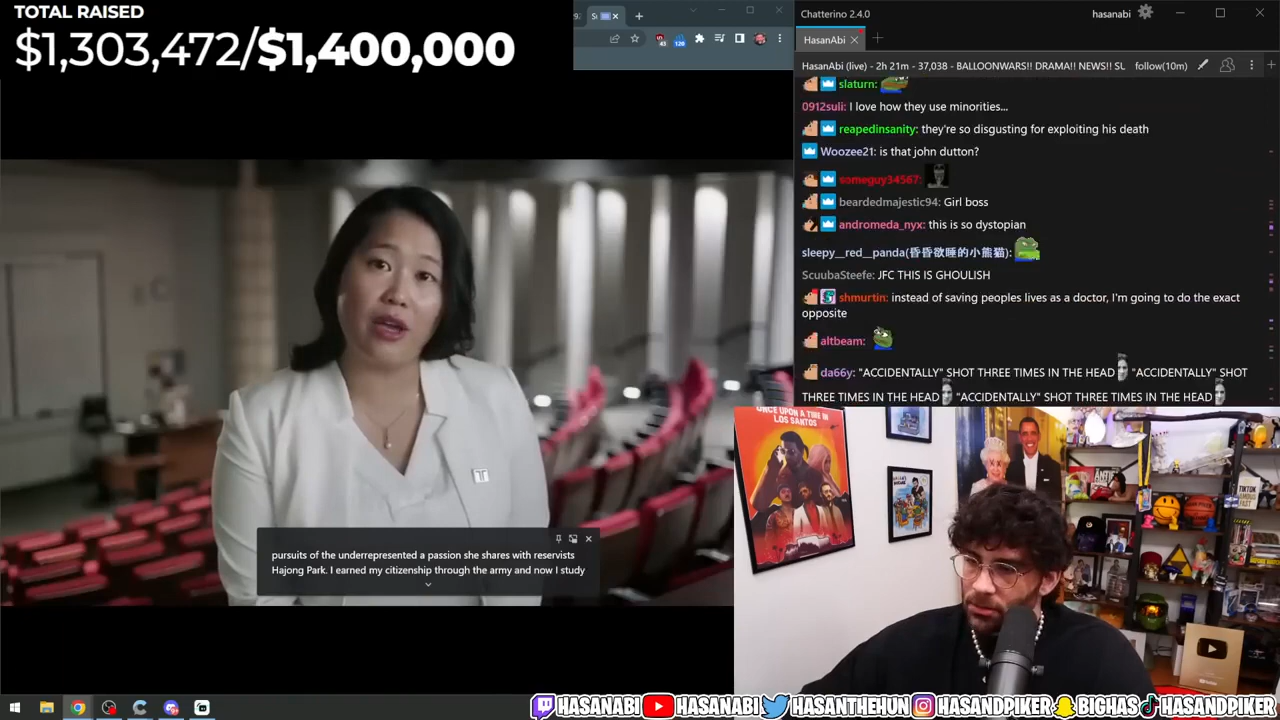 TOTAL RAISED
$1,303,472/$1,400,000
Chatterino 2.4.0
hasanabi
HasanAbi
HasanAbi (live) - 2h 21m - 37,038 - BALLOONWARS!! DRAMA!! NEWS!! SU
follow(10m)
slaturn:
0912suli: I love how they use minorities...
reapedinsanity: they're so disgusting for exploiting his death
Woozee21: is that john dutton?
someguy34567:
beardedmajestic94: Girl boss
andromeda_nyx: this is so dystopian
sleepy__red__panda(昏昏欲睡的小熊猫):
ScuubaSteefe: JFC THIS IS GHOULISH
shmurtin: instead of saving peoples lives as a doctor, I'm going to do the exact
opposite
altbeam:
da66y: "ACCIDENTALLY" SHOT THREE TIMES IN THE HEAD "ACCIDENTALLY" SHOT
THREE TIMES IN THE HEAD "ACCIDENTALLY" SHOT THREE TIMES IN THE HEAD
pursuits of the underrepresented a passion she shares with reservists
Hajong Park. I earned my citizenship through the army and now I study
ONCE UPON A TIME IN
LOS SANTOS
HASANABI HASANABI HASANTHEHUN HASANDPIKER BIGHAS HASANDPIKER